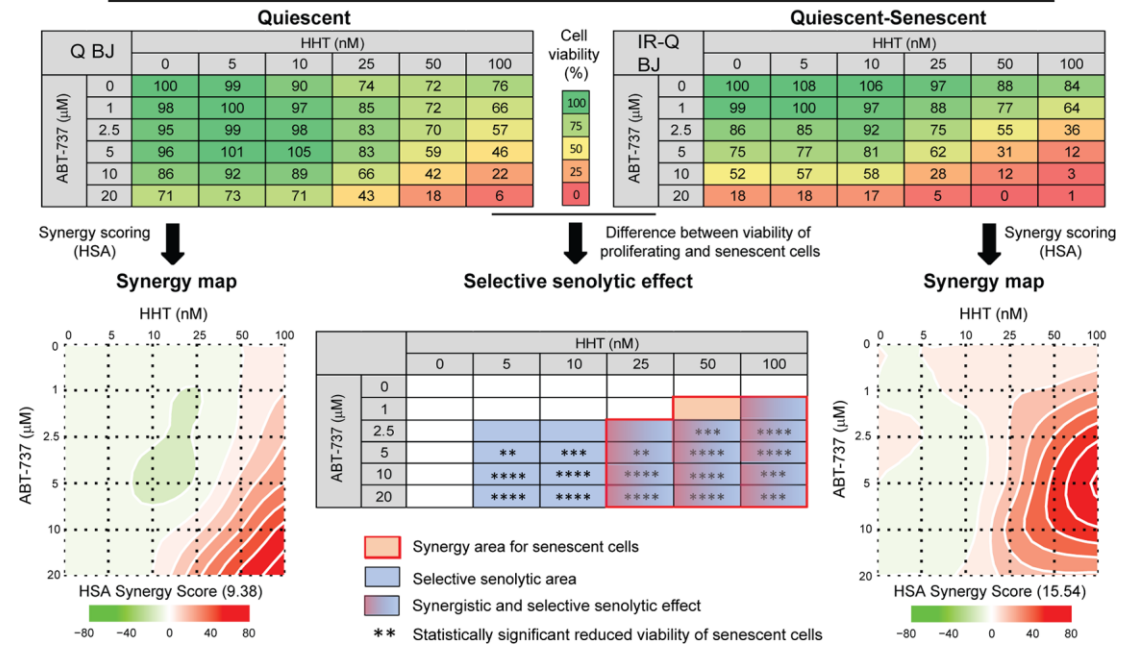 Quiescent
Q BJ
HHT (nM)
0 5 10 25 50 100
ABT-737 (µM)
0 100 99 90 74 72 76
1 98 100 97 85 72 66
2.5 95 99 98 83 70 57
5 96 101 105 83 59 46
10 86 92 89 66 42 22
20 71 73 71 43 18 6
Cell
viability
(%)
100
75
50
25
0
Quiescent-Senescent
IR-Q
BJ
HHT (nM)
0 5 10 25 50 100
ABT-737 (µM)
0 100 108 106 97 88 84
1 99 100 97 88 77 64
2.5 86 85 92 75 55 36
5 75 77 81 62 31 12
10 52 57 58 28 12 3
20 18 18 17 5 0 1
Synergy scoring
(HSA)
Difference between viability of
proliferating and senescent cells
Synergy scoring
(HSA)
Synergy map
HHT (nM)
0 5 10 25 50 100
ABT-737 (µM)
0
1
2.5
5
10
20
HSA Synergy Score (9.38)
−80 −40 0 40 80
Selective senolytic effect
HHT (nM)
0 5 10 25 50 100
ABT-737 (µM)
0
1
2.5 *** ****
5 ** *** ** **** ****
10 **** **** **** **** ***
20 **** **** **** **** ***
Synergy area for senescent cells
Selective senolytic area
Synergistic and selective senolytic effect
** Statistically significant reduced viability of senescent cells
Synergy map
HHT (nM)
0 5 10 25 50 100
ABT-737 (µM)
0
1
2.5
5
10
20
HSA Synergy Score (15.54)
−80 −40 0 40 80